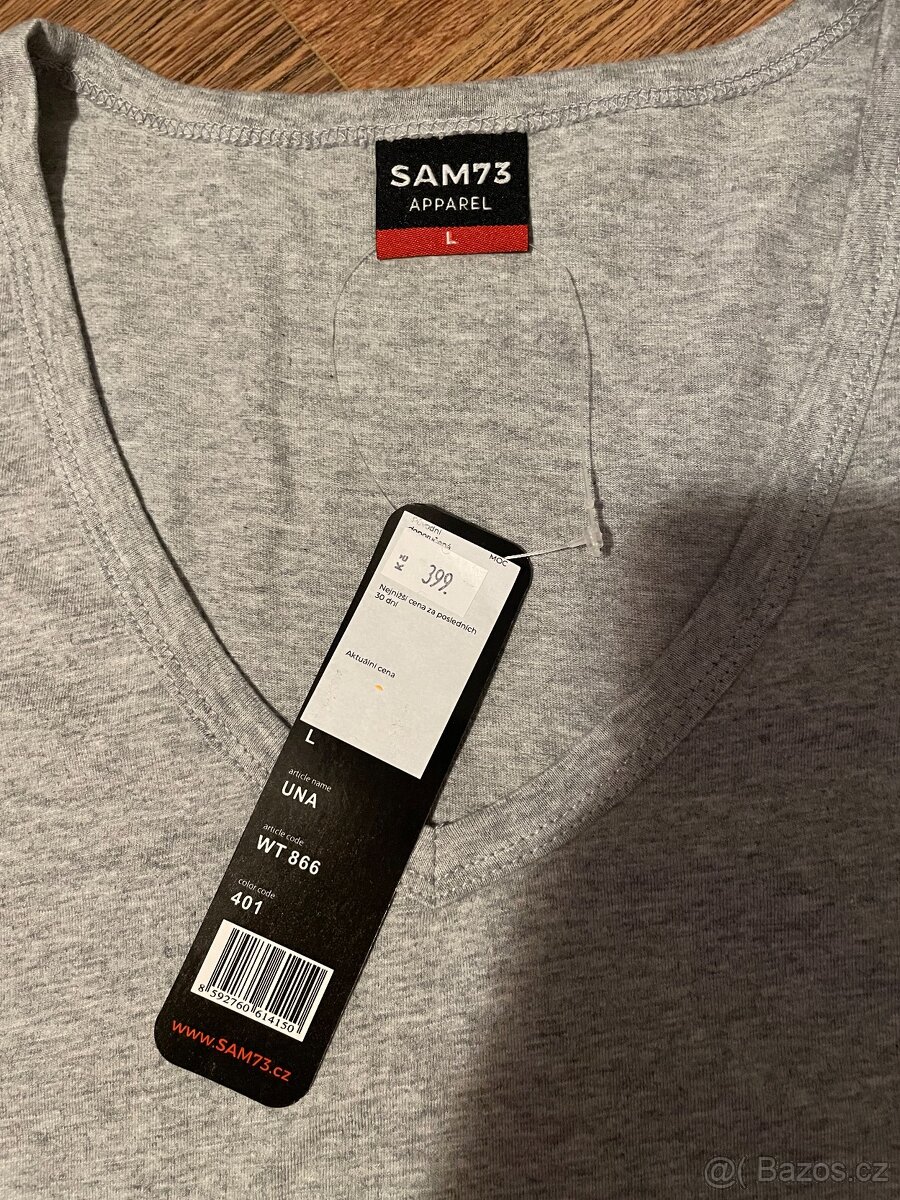 SAM73
APPAREL
L
Původní
MOC
Kč 399.
Nejnižší cena za posledních
30 dní
Aktuální cena
L
article name
UNA
article code
WT 866
color code
401
8 592760 614150
www.SAM73.cz
@( Bazos.cz